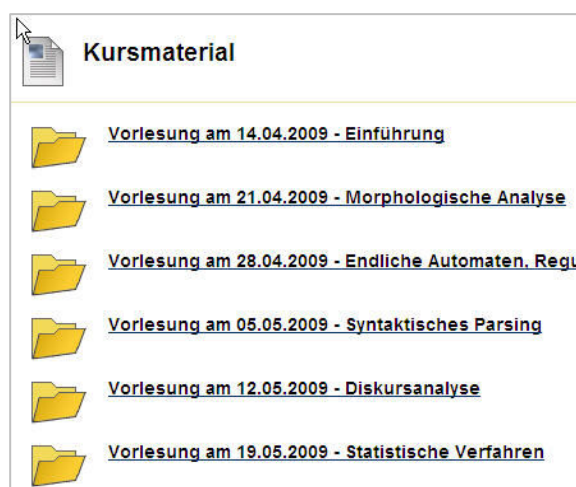 Kursmaterial
Vorlesung am 14.04.2009 - Einführung
Vorlesung am 21.04.2009 - Morphologische Analyse
Vorlesung am 28.04.2009 - Endliche Automaten, Regu
Vorlesung am 05.05.2009 - Syntaktisches Parsing
Vorlesung am 12.05.2009 - Diskursanalyse
Vorlesung am 19.05.2009 - Statistische Verfahren